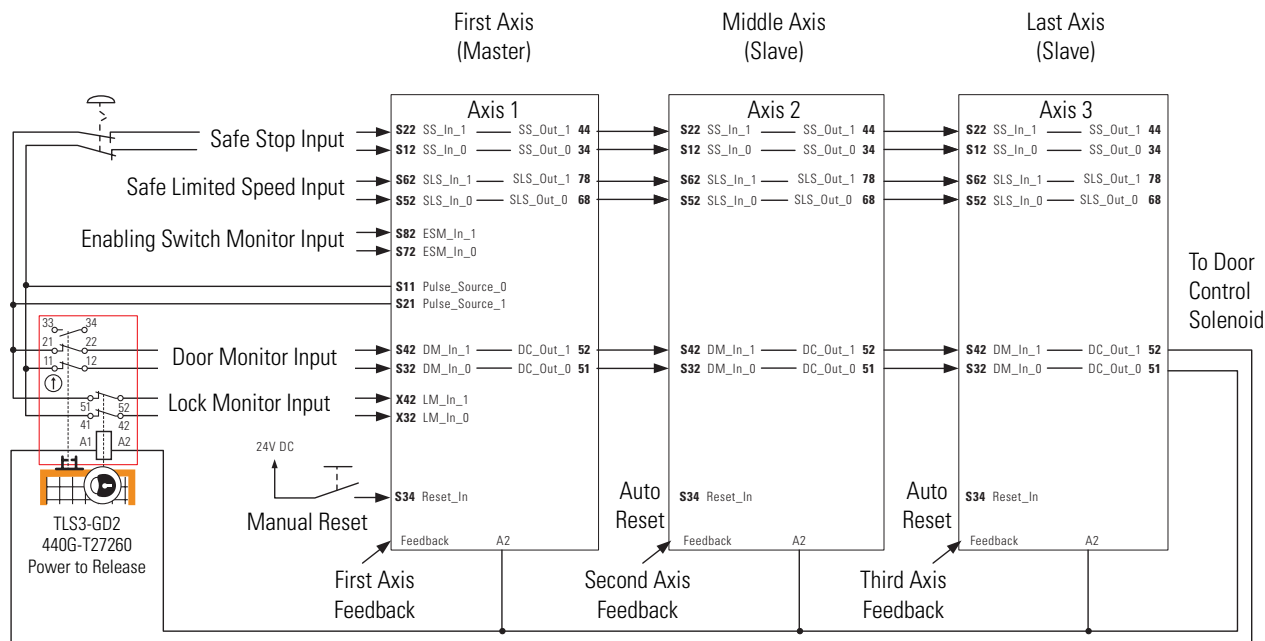 First Axis
(Master)
Middle Axis
(Slave)
Last Axis
(Slave)
Axis 1
Axis 2
Axis 3
Safe Stop Input
S22 SS_In_1 SS_Out_1 44
S12 SS_In_0 SS_Out_0 34
S22 SS_In_1 SS_Out_1 44
S12 SS_In_0 SS_Out_0 34
S22 SS_In_1 SS_Out_1 44
S12 SS_In_0 SS_Out_0 34
Safe Limited Speed Input
S62 SLS_In_1 SLS_Out_1 78
S52 SLS_In_0 SLS_Out_0 68
S62 SLS_In_1 SLS_Out_1 78
S52 SLS_In_0 SLS_Out_0 68
S62 SLS_In_1 SLS_Out_1 78
S52 SLS_In_0 SLS_Out_0 68
Enabling Switch Monitor Input
S82 ESM_In_1
S72 ESM_In_0
S11 Pulse_Source_0
S21 Pulse_Source_1
To Door
Control
Solenoid
33 34
21 22
11 12
Door Monitor Input
S42 DM_In_1 DC_Out_1 52
S32 DM_In_0 DC_Out_0 51
S42 DM_In_1 DC_Out_1 52
S32 DM_In_0 DC_Out_0 51
S42 DM_In_1 DC_Out_1 52
S32 DM_In_0 DC_Out_0 51
51 52
41 42
A1 A2
Lock Monitor Input
X42 LM_In_1
X32 LM_In_0
24V DC
Manual Reset
S34 Reset_In
Auto
Reset
S34 Reset_In
Auto
Reset
S34 Reset_In
TLS3-GD2
440G-T27260
Power to Release
Feedback A2
Feedback A2
Feedback A2
First Axis
Feedback
Second Axis
Feedback
Third Axis
Feedback